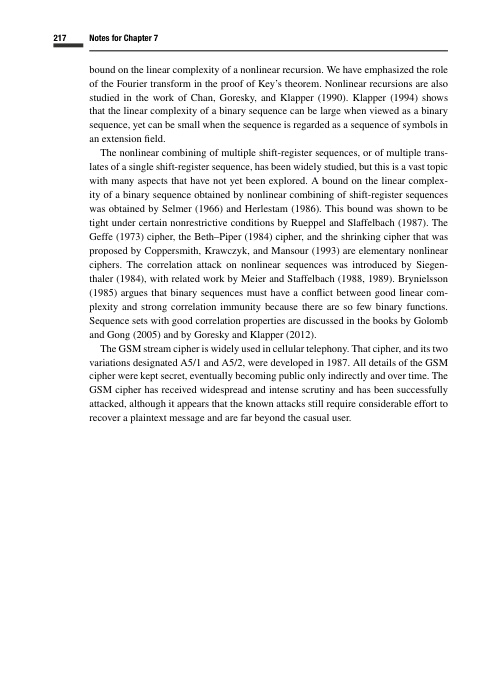 217 Notes for Chapter 7
bound on the linear complexity of a nonlinear recursion. We have emphasized the role
of the Fourier transform in the proof of Key's theorem. Nonlinear recursions are also
studied in the work of Chan, Goresky, and Klapper (1990). Klapper (1994) shows
that the linear complexity of a binary sequence can be large when viewed as a binary
sequence, yet can be small when the sequence is regarded as a sequence of symbols in
an extension field.
The nonlinear combining of multiple shift-register sequences, or of multiple trans-
lates of a single shift-register sequence, has been widely studied, but this is a vast topic
with many aspects that have not yet been explored. A bound on the linear complex-
ity of a binary sequence obtained by nonlinear combining of shift-register sequences
was obtained by Selmer (1966) and Herlestam (1986). This bound was shown to be
tight under certain nonrestrictive conditions by Rueppel and Slaffelbach (1987). The
Geffe (1973) cipher, the Beth–Piper (1984) cipher, and the shrinking cipher that was
proposed by Coppersmith, Krawczyk, and Mansour (1993) are elementary nonlinear
ciphers. The correlation attack on nonlinear sequences was introduced by Siegen-
thaler (1984), with related work by Meier and Staffelbach (1988, 1989). Brynielsson
(1985) argues that binary sequences must have a conflict between good linear com-
plexity and strong correlation immunity because there are so few binary functions.
Sequence sets with good correlation properties are discussed in the books by Golomb
and Gong (2005) and by Goresky and Klapper (2012).
The GSM stream cipher is widely used in cellular telephony. That cipher, and its two
variations designated A5/1 and A5/2, were developed in 1987. All details of the GSM
cipher were kept secret, eventually becoming public only indirectly and over time. The
GSM cipher has received widespread and intense scrutiny and has been successfully
attacked, although it appears that the known attacks still require considerable effort to
recover a plaintext message and are far beyond the casual user.